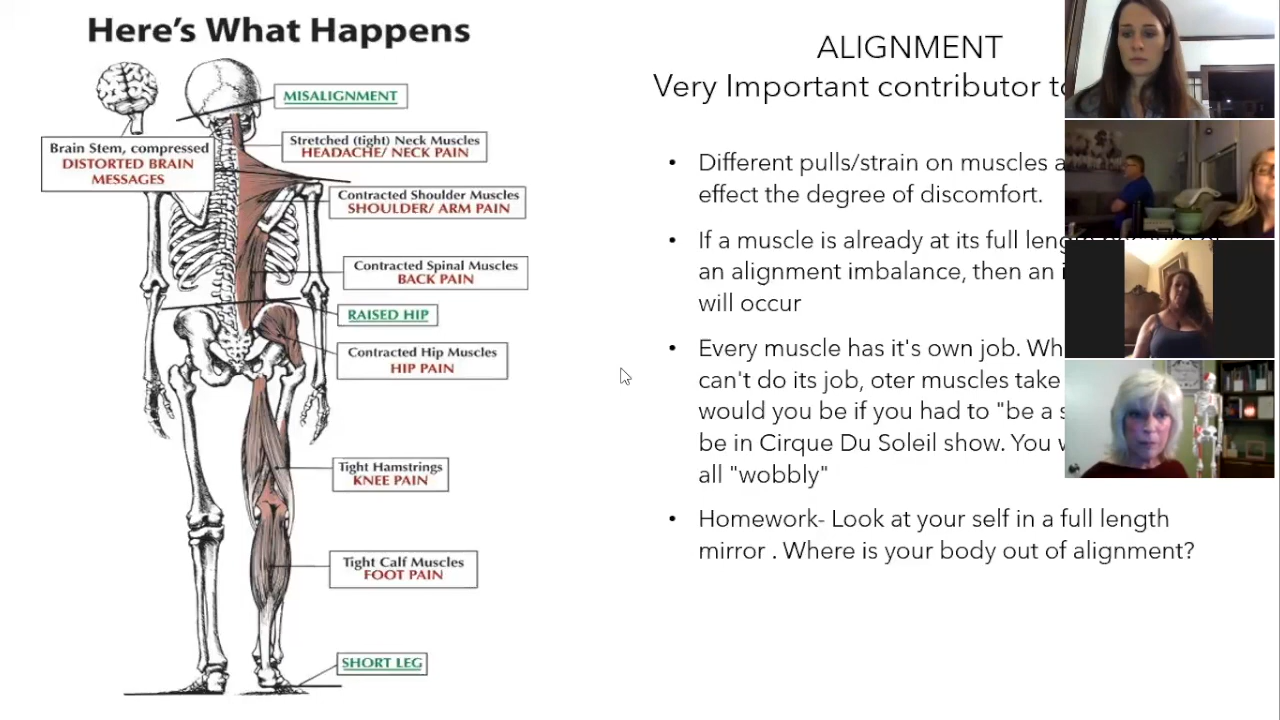 Here's What Happens
MISALIGNMENT
Brain Stem, compressed
DISTORTED BRAIN
MESSAGES
Stretched (tight) Neck Muscles
HEADACHE/ NECK PAIN
Contracted Shoulder Muscles
SHOULDER/ ARM PAIN
Contracted Spinal Muscles
BACK PAIN
RAISED HIP
Contracted Hip Muscles
HIP PAIN
Tight Hamstrings
KNEE PAIN
Tight Calf Muscles
FOOT PAIN
SHORT LEG
ALIGNMENT
Very Important contributor
• Different pulls/strain on muscles
effect the degree of discomfort.
• If a muscle is already at its full
an alignment imbalance, then an
will occur
• Every muscle has it's own job.
can't do its job, oter muscles take
would you be if you had to "be a
be in Cirque Du Soleil show. You
all "wobbly"
• Homework- Look at your self in a full length
mirror . Where is your body out of alignment?